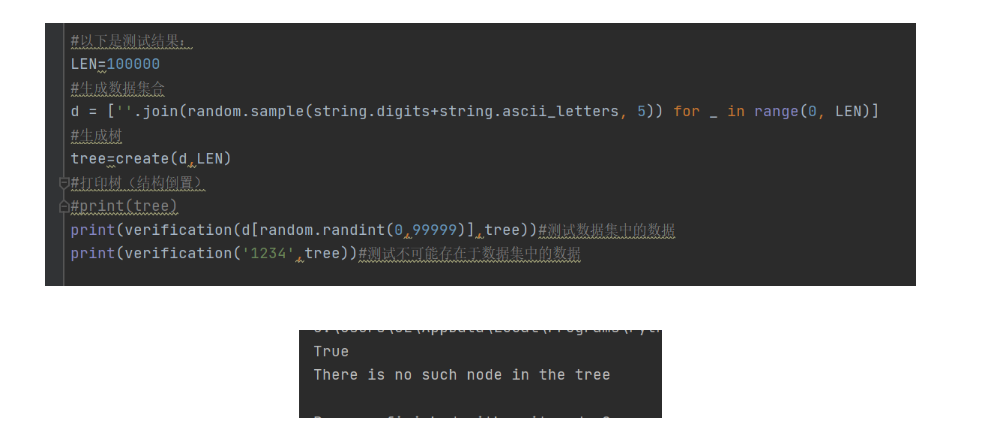 #以下是测试结果：
LEN=100000
#生成数据集合
d = [''.join(random.sample(string.digits+string.ascii_letters, 5)) for _ in range(0, LEN)]
#生成树
tree=create(d,LEN)
#打印树（结构倒置）
#print(tree)
print(verification(d[random.randint(0,99999)],tree))#测试数据集中的数据
print(verification('1234',tree))#测试不可能存在于数据集中的数据
True
There is no such node in the tree